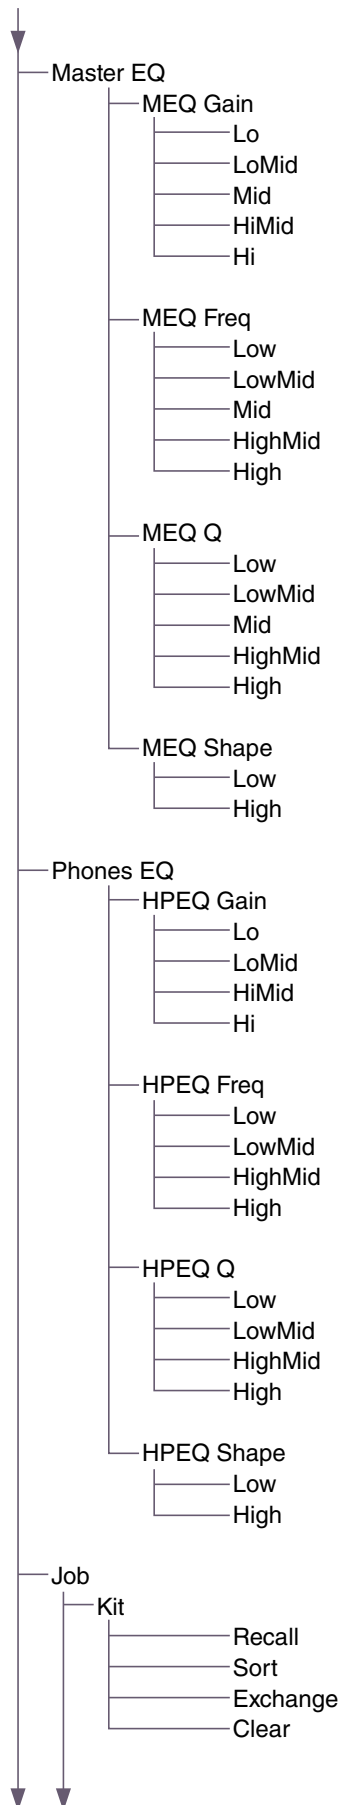 Master EQ
MEQ Gain
Lo
LoMid
Mid
HiMid
Hi
MEQ Freq
Low
LowMid
Mid
HighMid
High
MEQ Q
Low
LowMid
Mid
HighMid
High
MEQ Shape
Low
High
Phones EQ
HPEQ Gain
Lo
LoMid
HiMid
Hi
HPEQ Freq
Low
LowMid
HighMid
High
HPEQ Q
Low
LowMid
HighMid
High
HPEQ Shape
Low
High
Job
Kit
Recall
Sort
Exchange
Clear